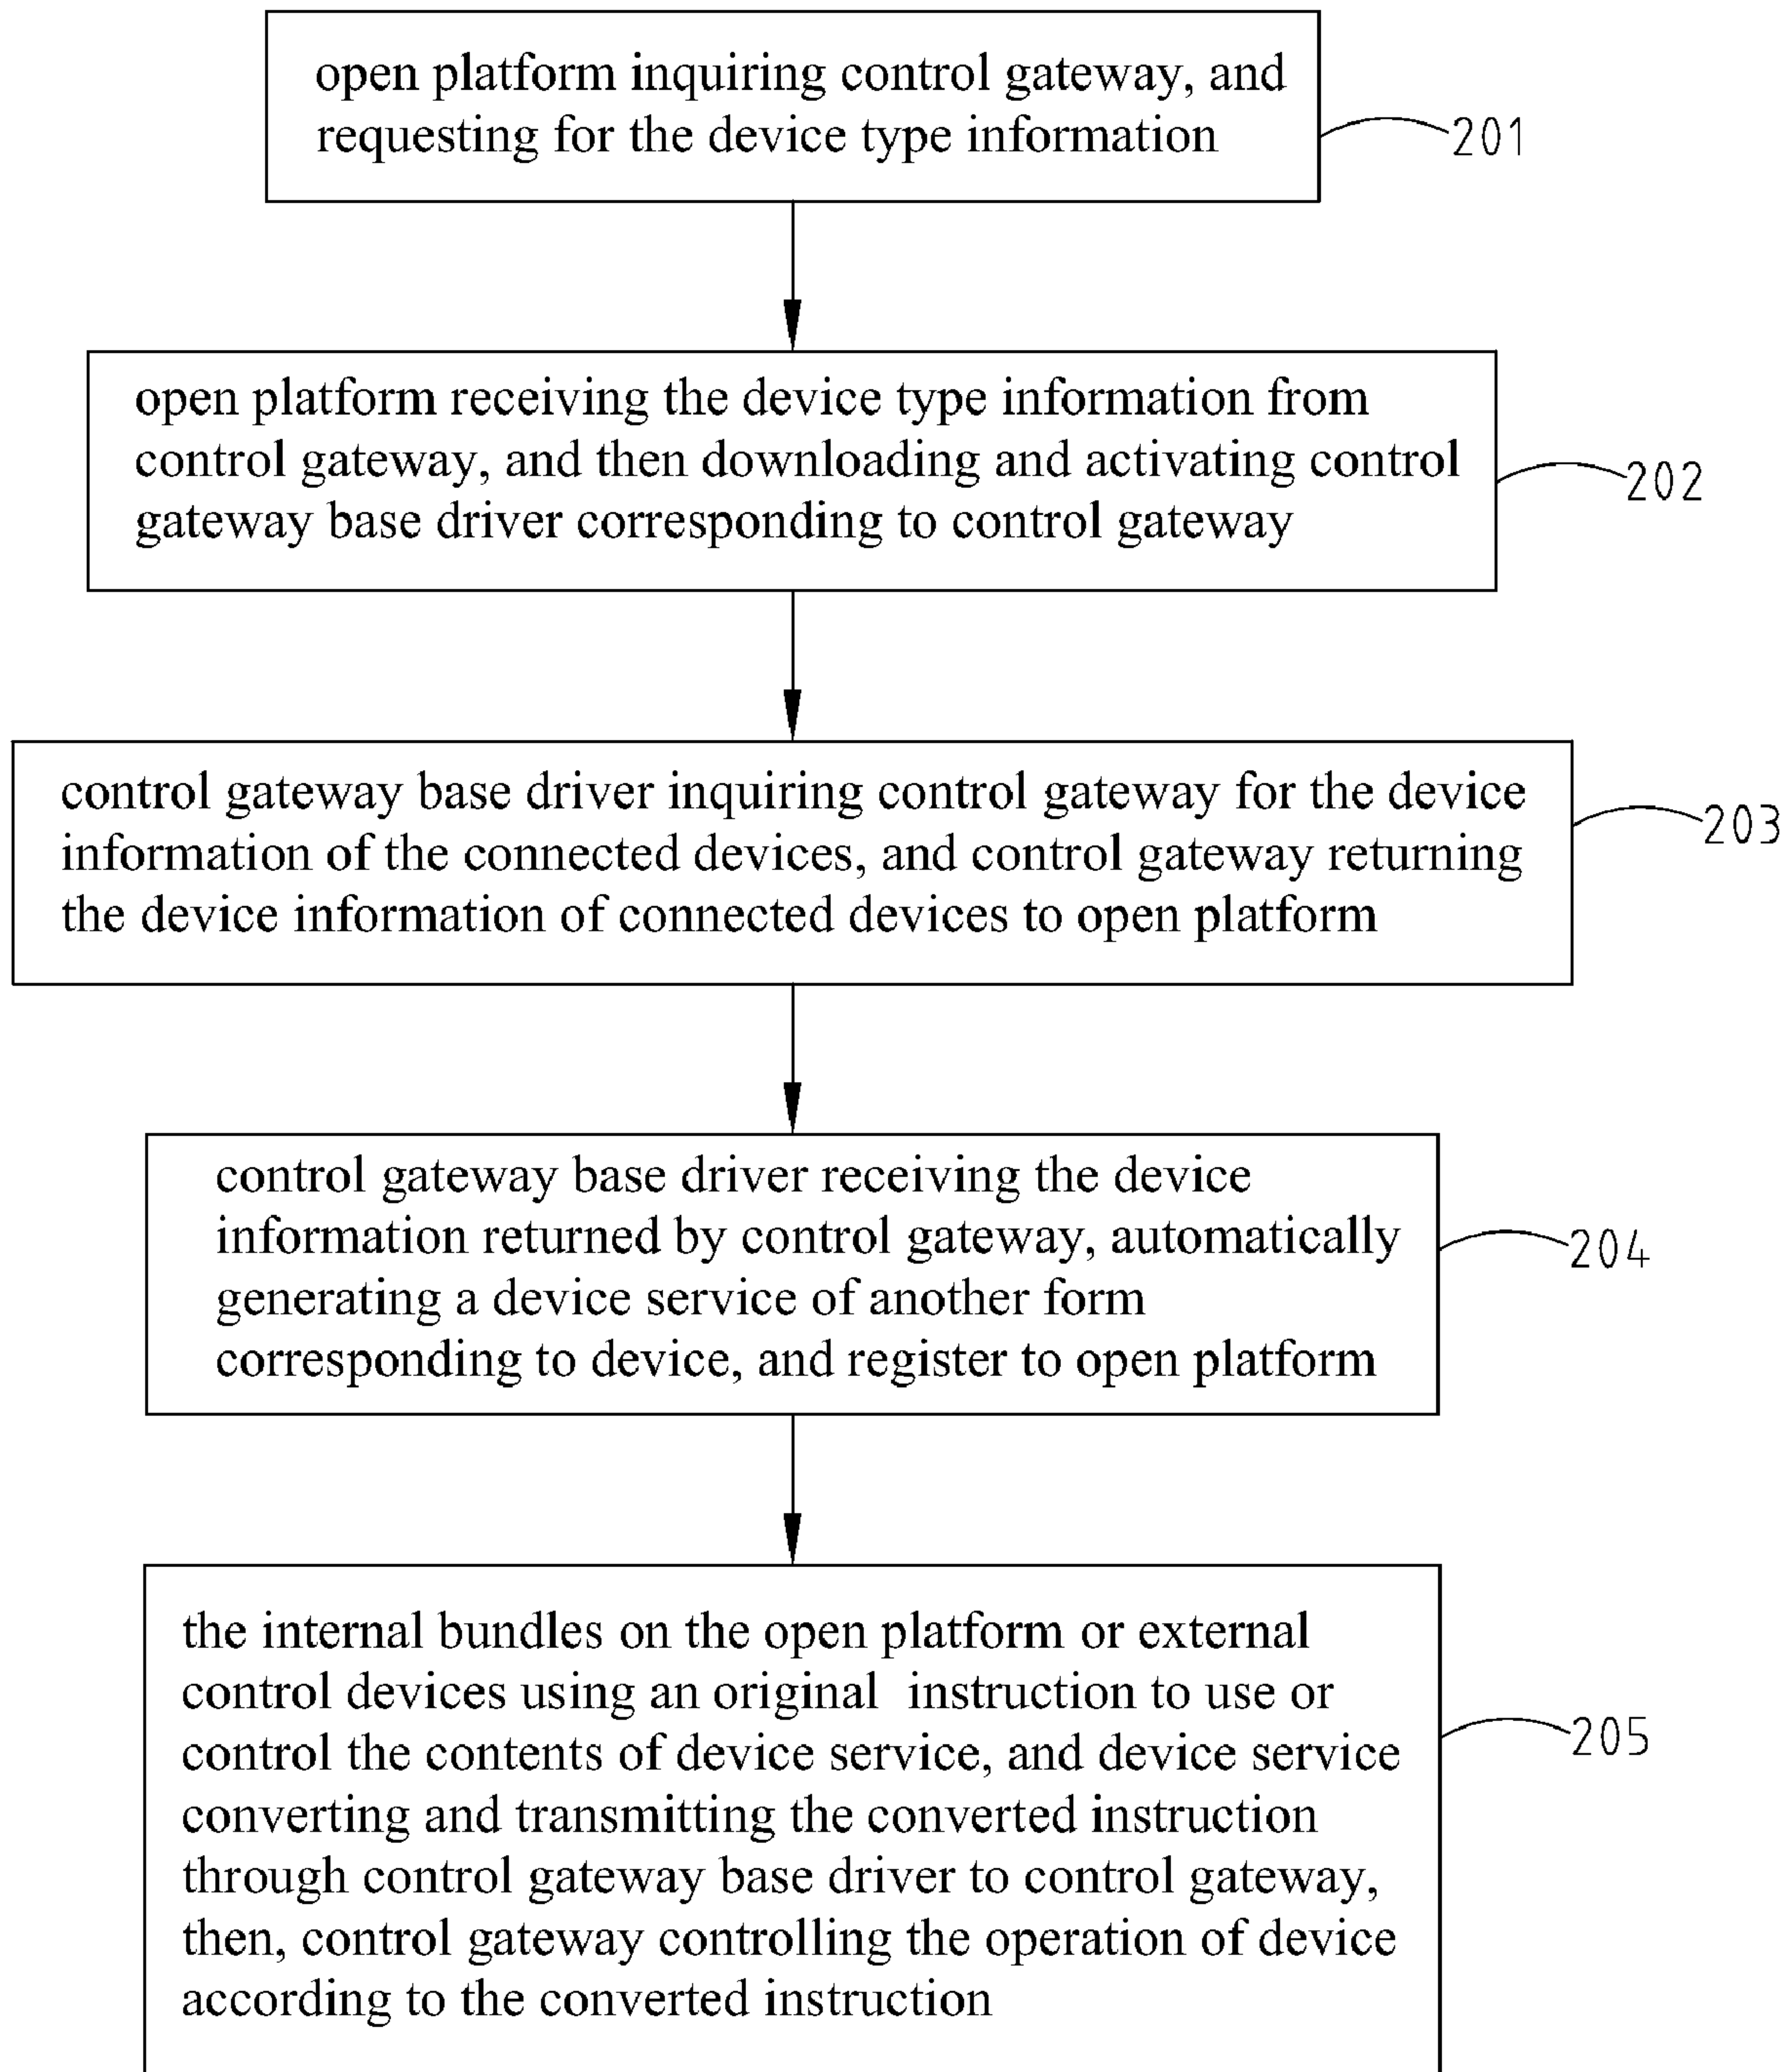 open platform inquiring control gateway, and
requesting for the device type information
201
open platform receiving the device type information from
control gateway, and then downloading and activating control
gateway base driver corresponding to control gateway
202
control gateway base driver inquiring control gateway for the device
information of the connected devices, and control gateway returning
the device information of connected devices to open platform
203
control gateway base driver receiving the device
information returned by control gateway, automatically
generating a device service of another form
corresponding to device, and register to open platform
204
the internal bundles on the open platform or external
control devices using an original instruction to use or
control the contents of device service, and device service
converting and transmitting the converted instruction
through control gateway base driver to control gateway,
then, control gateway controlling the operation of device
according to the converted instruction
205